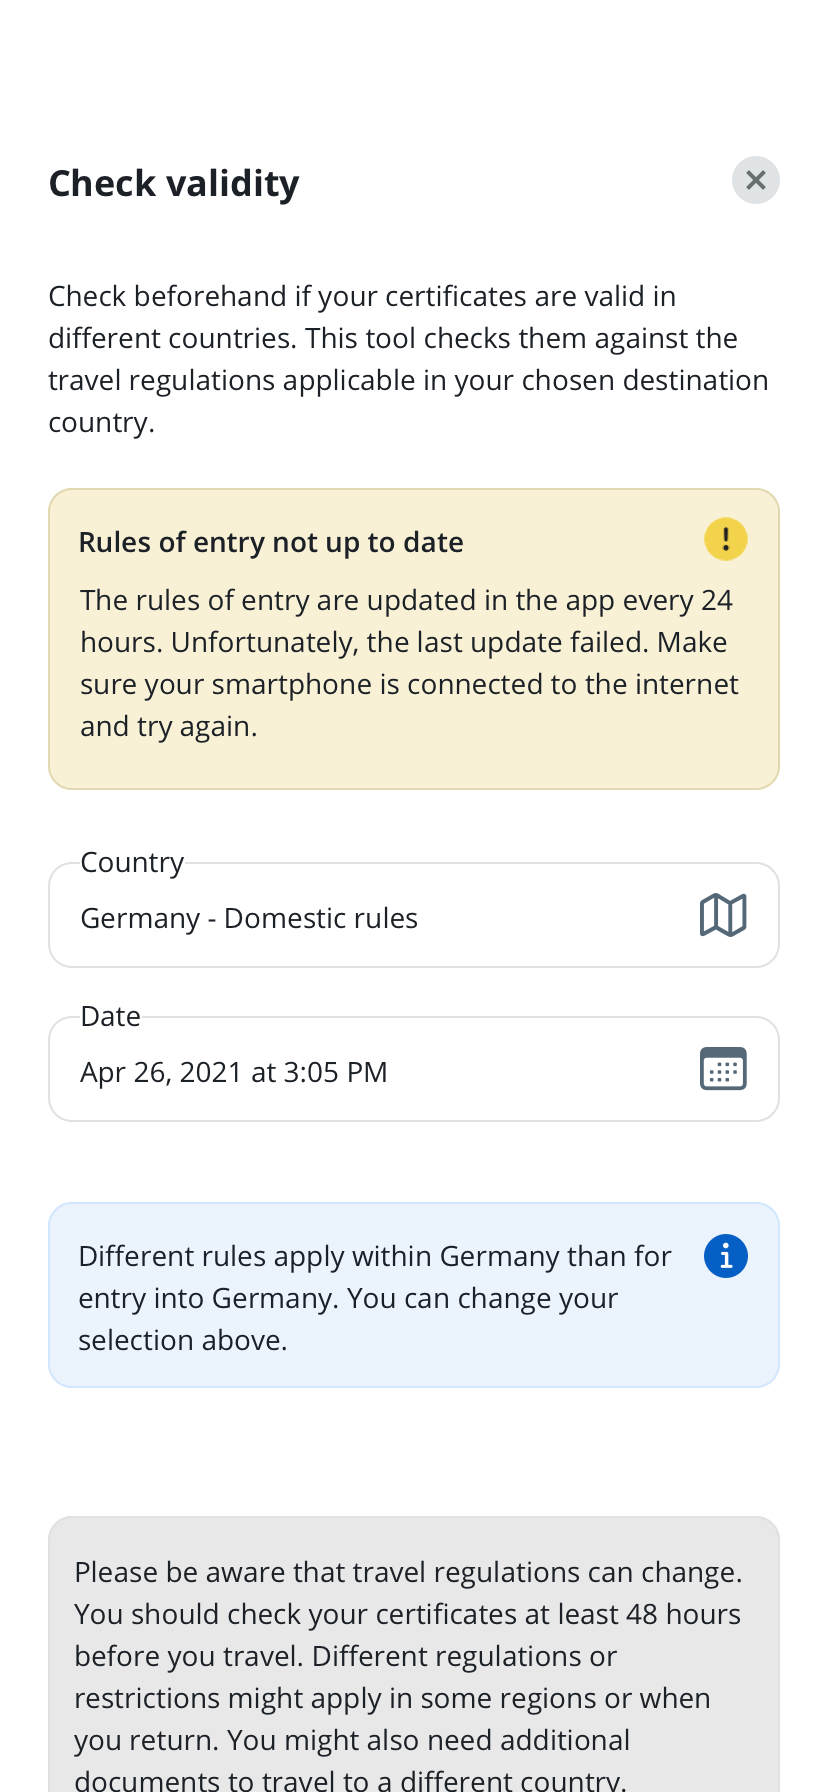 Check validity
Check beforehand if your certificates are valid in
different countries. This tool checks them against the
travel regulations applicable in your chosen destination
country.
Rules of entry not up to date
The rules of entry are updated in the app every 24
hours. Unfortunately, the last update failed. Make
sure your smartphone is connected to the internet
and try again.
Country
Germany - Domestic rules
Date
Apr 26, 2021 at 3:05 PM
Different rules apply within Germany than for
entry into Germany. You can change your
selection above.
Please be aware that travel regulations can change.
You should check your certificates at least 48 hours
before you travel. Different regulations or
restrictions might apply in some regions or when
you return. You might also need additional
documents to travel to a different country.